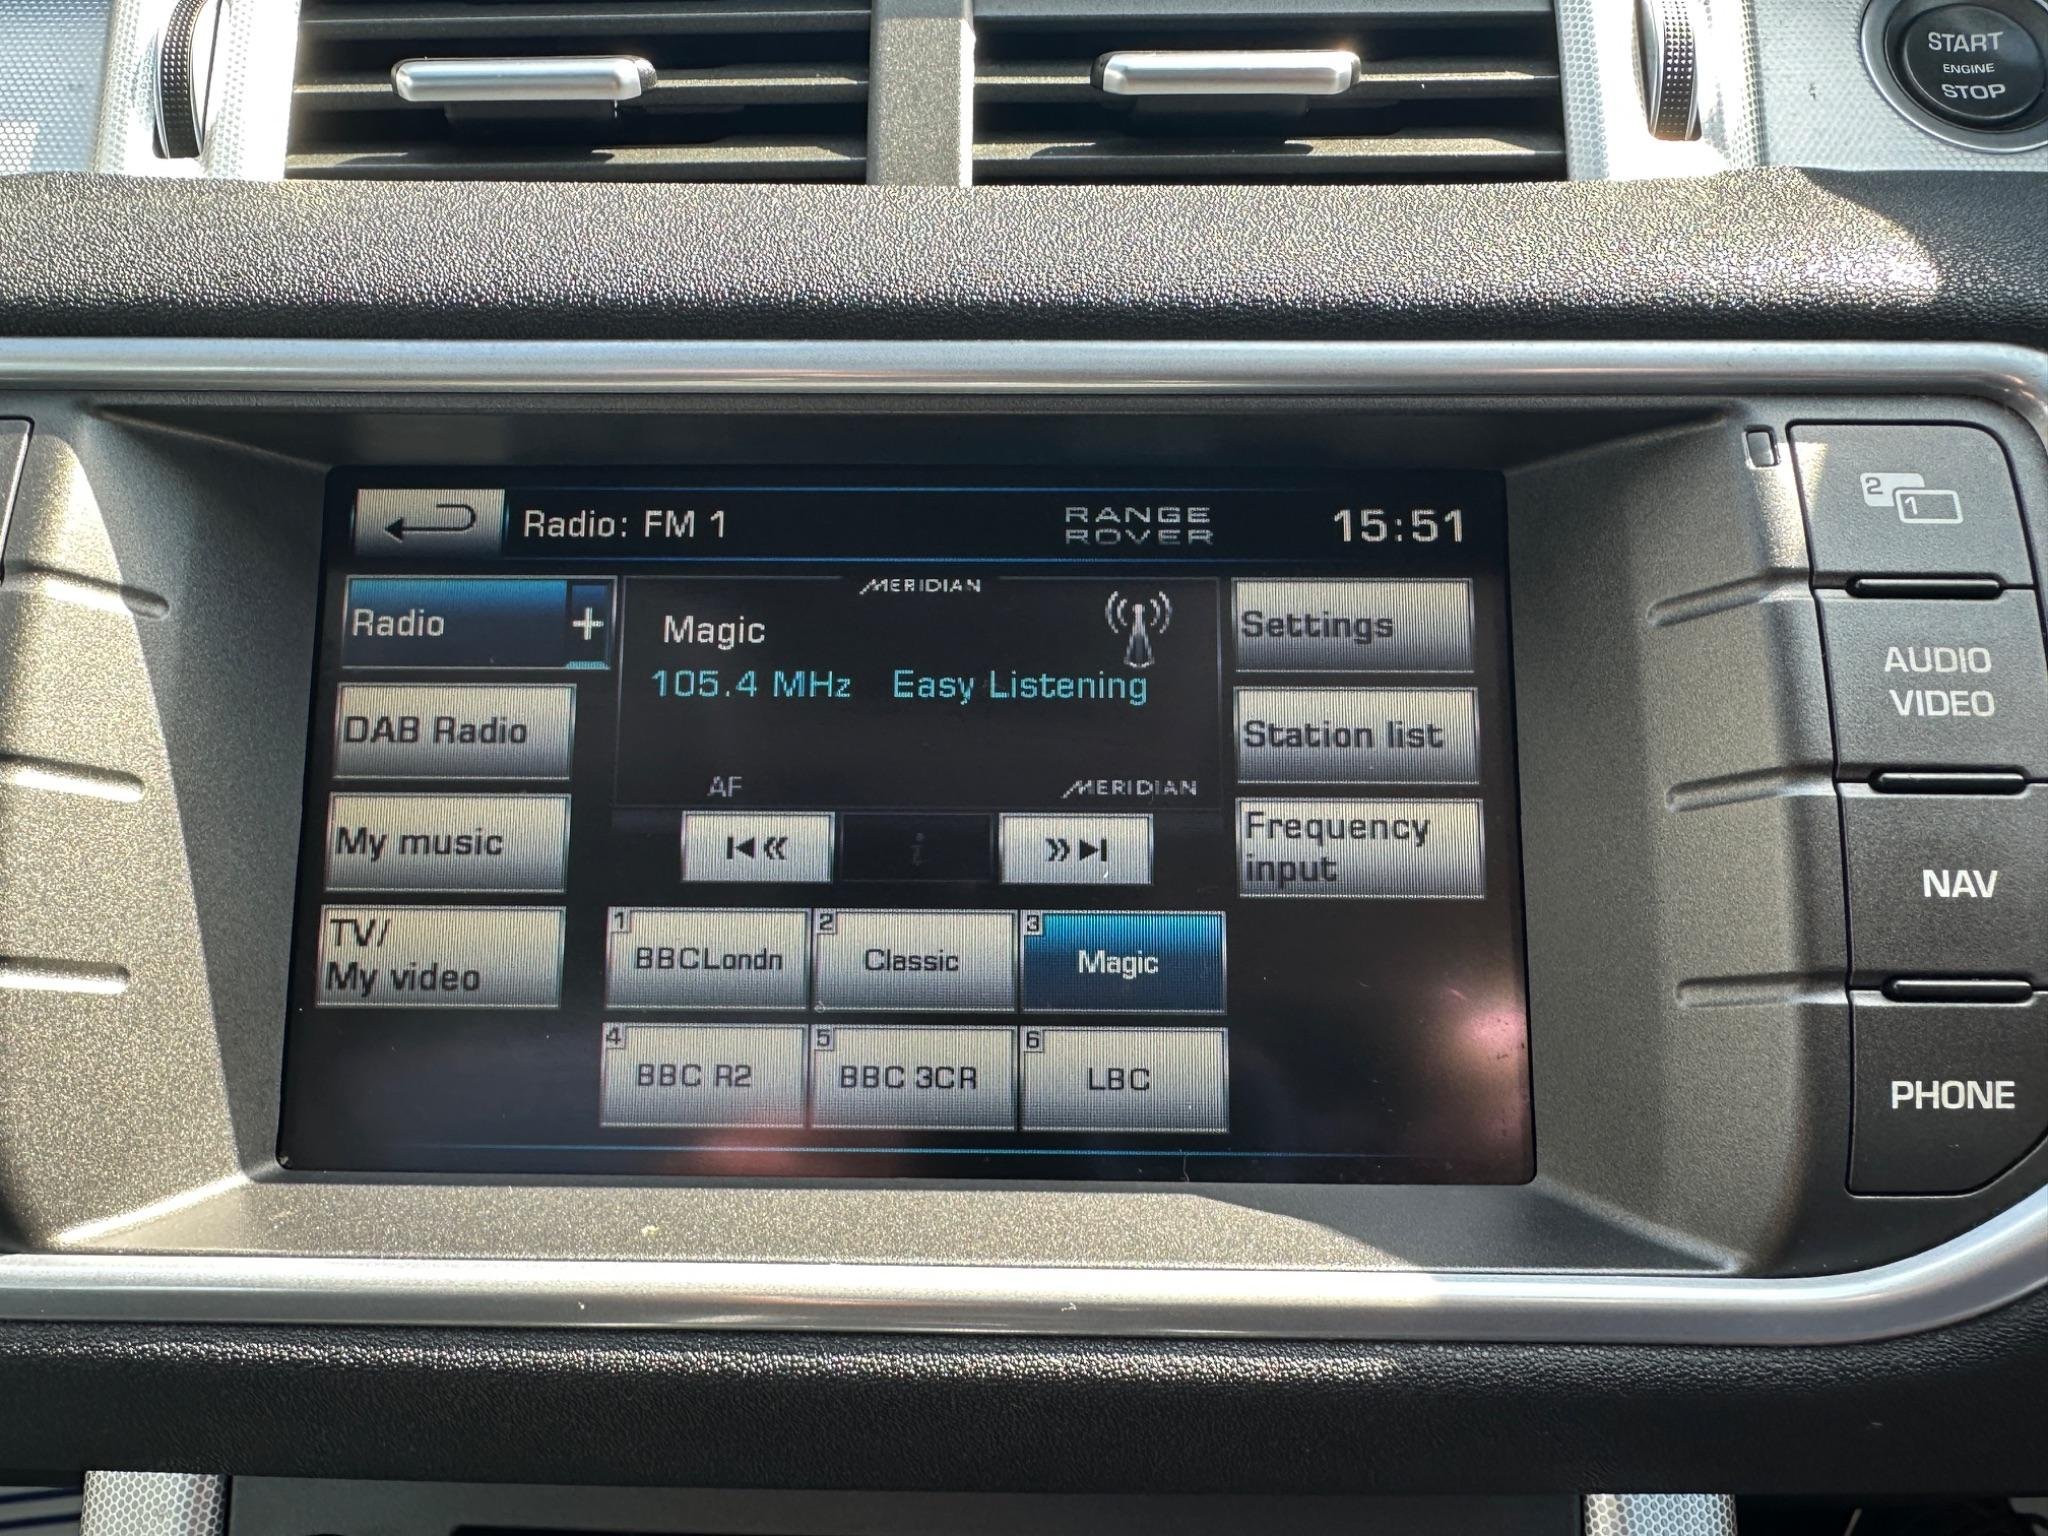 START
ENGINE
STOP
Radio: FM 1
RANGE
ROVER
15:51
2
1
Radio +
MERIDIAN
Magic
105.4 MHz Easy Listening
AF
MERIDIAN
Settings
DAB Radio
Station list
AUDIO
VIDEO
My music
i
Frequency
input
NAV
TV/
My video
1 BBCLondn
2 Classic
3 Magic
4 BBC R2
5 BBC 3CR
6 LBC
PHONE